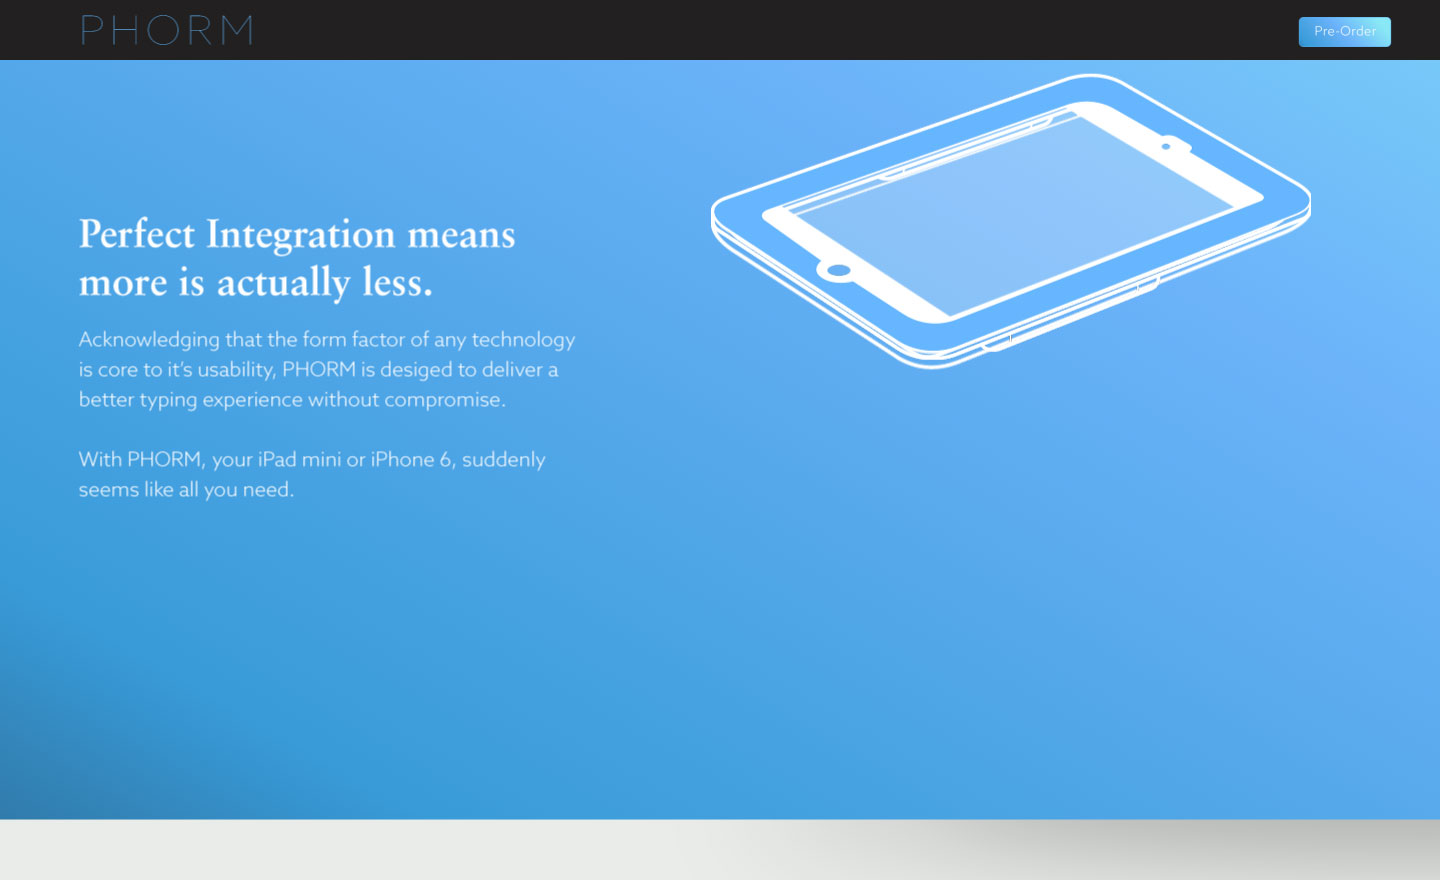 PHORM
Pre-Order
Perfect Integration means
more is actually less.
Acknowledging that the form factor of any technology
is core to it's usability, PHORM is desiged to deliver a
better typing experience without compromise.
With PHORM, your iPad mini or iPhone 6, suddenly
seems like all you need.